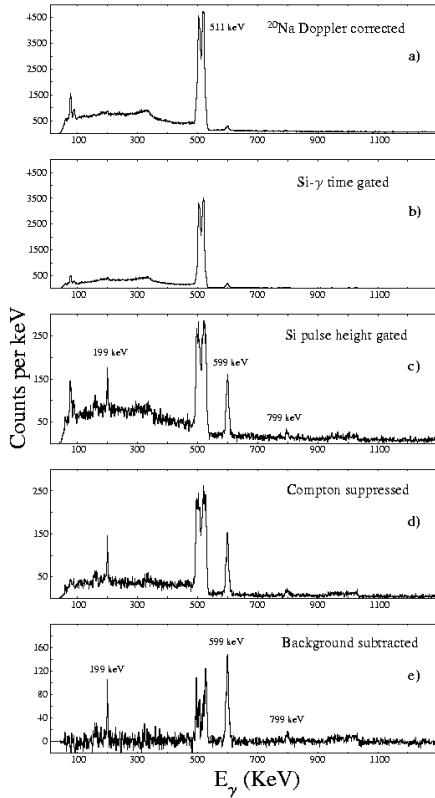 4500
3500
2500
1500
500
511 keV
20Na Doppler corrected
a)
100 300 500 700 900 1100
4500
3500
2500
1500
500
Si-γ time gated
b)
100 300 500 700 900 1100
Counts per keV
250
150
50
199 keV
599 keV
799 keV
Si pulse height gated
c)
100 300 500 700 900 1100
250
150
50
Compton suppressed
d)
100 300 500 700 900 1100
160
120
80
40
0
199 keV
599 keV
799 keV
Background subtracted
e)
100 300 500 700 900 1100
Eγ (KeV)